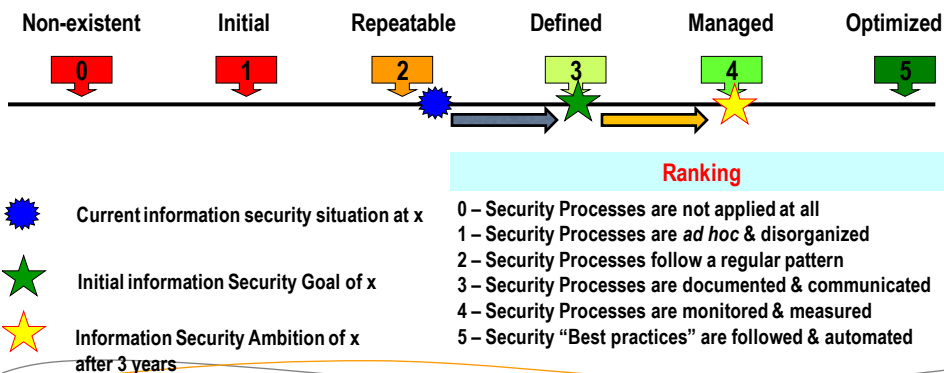 Non-existent Initial Repeatable Defined Managed Optimized
0 1 2 3 4 5
Ranking
Current information security situation at x
Initial information Security Goal of x
Information Security Ambition of x
after 3 years
0 – Security Processes are not applied at all
1 – Security Processes are ad hoc & disorganized
2 – Security Processes follow a regular pattern
3 – Security Processes are documented & communicated
4 – Security Processes are monitored & measured
5 – Security “Best practices” are followed & automated